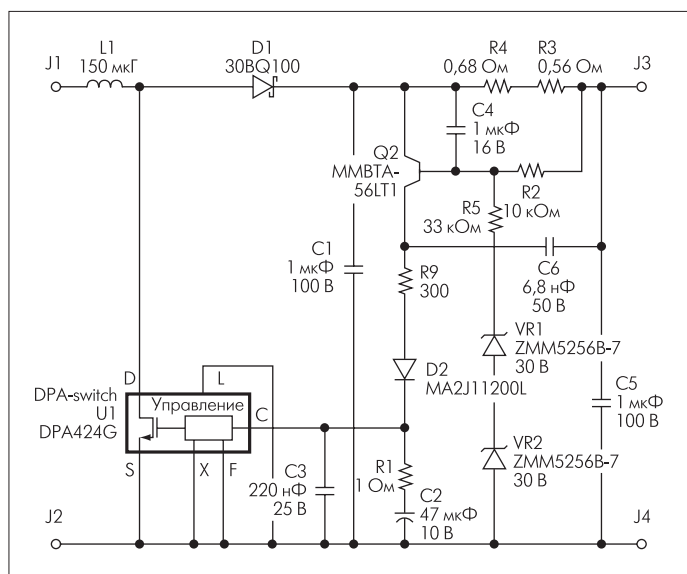 J1
L1
150 мкГ
D1
30BQ100
R4
0,68 Ом
R3
0,56 Ом
J3
C4
1 мкФ
16 В
Q2
MMBTA-
56LT1
R2
10 кОм
R5
33 кОм
C1
1 мкФ
100 В
R9
300
C6
6,8 нФ
50 В
VR1
ZMM5256B-7
30 В
D2
MA2J11200L
C5
1 мкФ
100 В
D
L
DPA-switch
U1
DPA424G
Управление
C
S
X
F
C3
220 нФ
25 В
R1
1 Ом
C2
47 мкФ
10 В
VR2
ZMM5256B-7
30 В
J2
J4